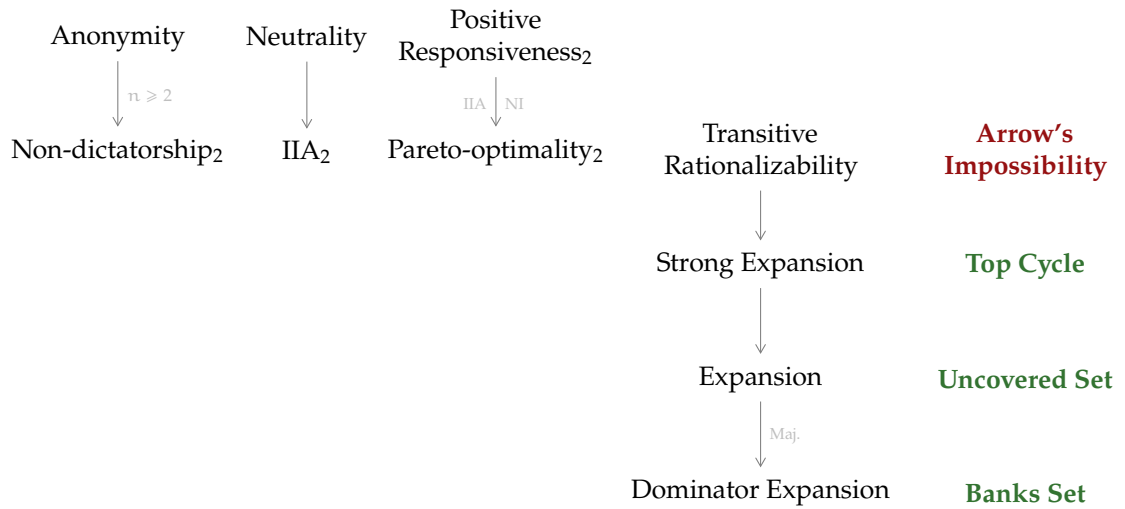 Anonymity
Neutrality
Positive
Responsiveness₂
n ⩾ 2
IIA
NI
Non-dictatorship₂
IIA₂
Pareto-optimality₂
Transitive
Rationalizability
Arrow's
Impossibility
Strong Expansion
Top Cycle
Expansion
Uncovered Set
Maj.
Dominator Expansion
Banks Set